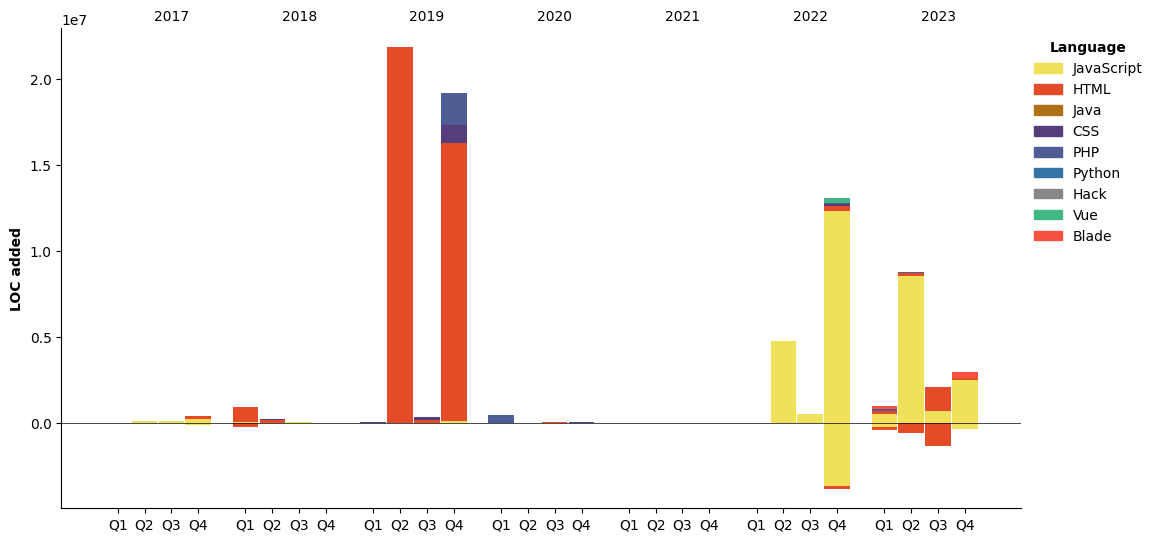 2017 2018 2019 2020 2021 2022 2023
1e7
2.0
1.5
1.0
0.5
0.0
LOC added
Q1 Q2 Q3 Q4 Q1 Q2 Q3 Q4 Q1 Q2 Q3 Q4 Q1 Q2 Q3 Q4 Q1 Q2 Q3 Q4 Q1 Q2 Q3 Q4 Q1 Q2 Q3 Q4
Language
JavaScript
HTML
Java
CSS
PHP
Python
Hack
Vue
Blade